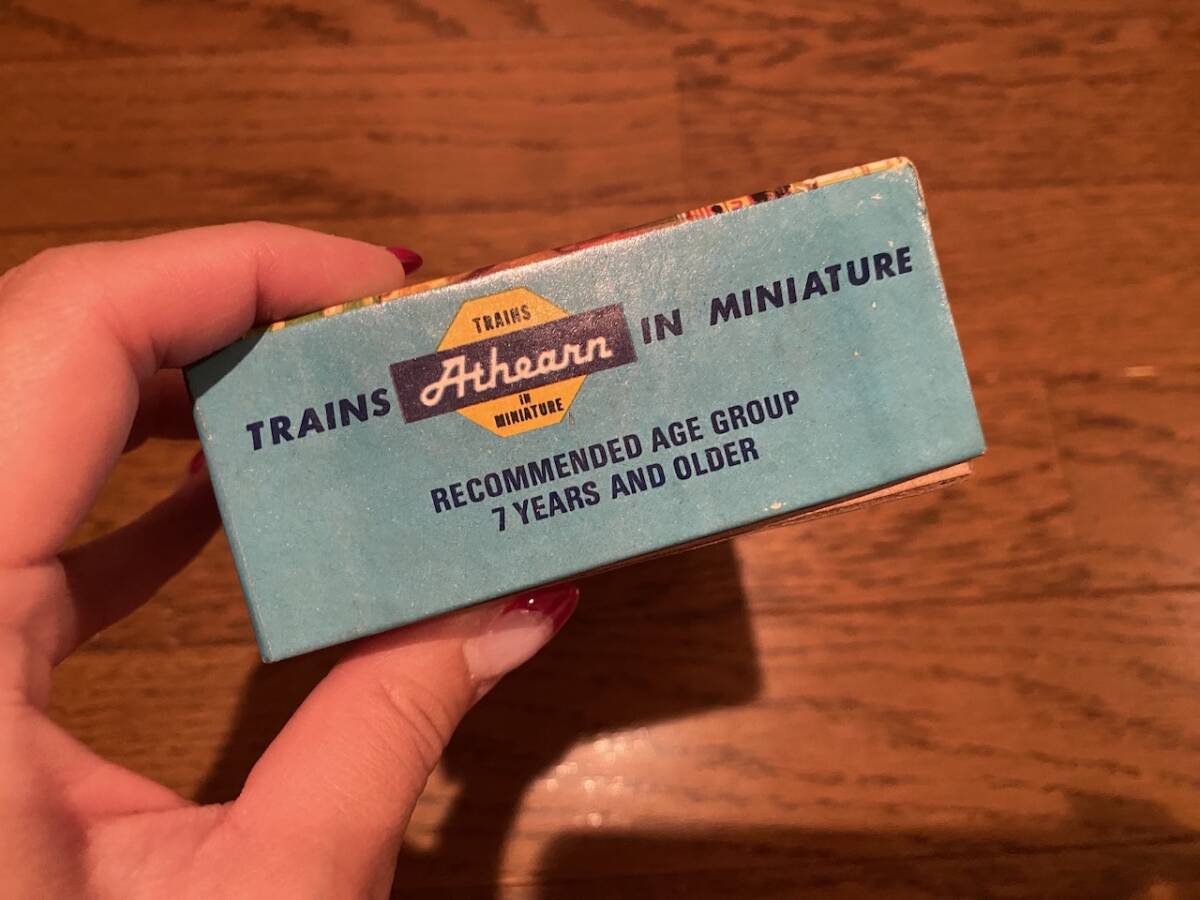 TRAINS Athearn IN MINIATURE
TRAINS
IN
MINIATURE
RECOMMENDED AGE GROUP
7 YEARS AND OLDER